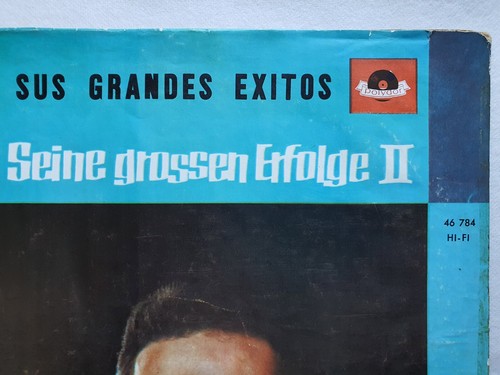 SUS GRANDES EXITOS
Polydor
Seine grossen Erfolge II
46 784
HI-FI